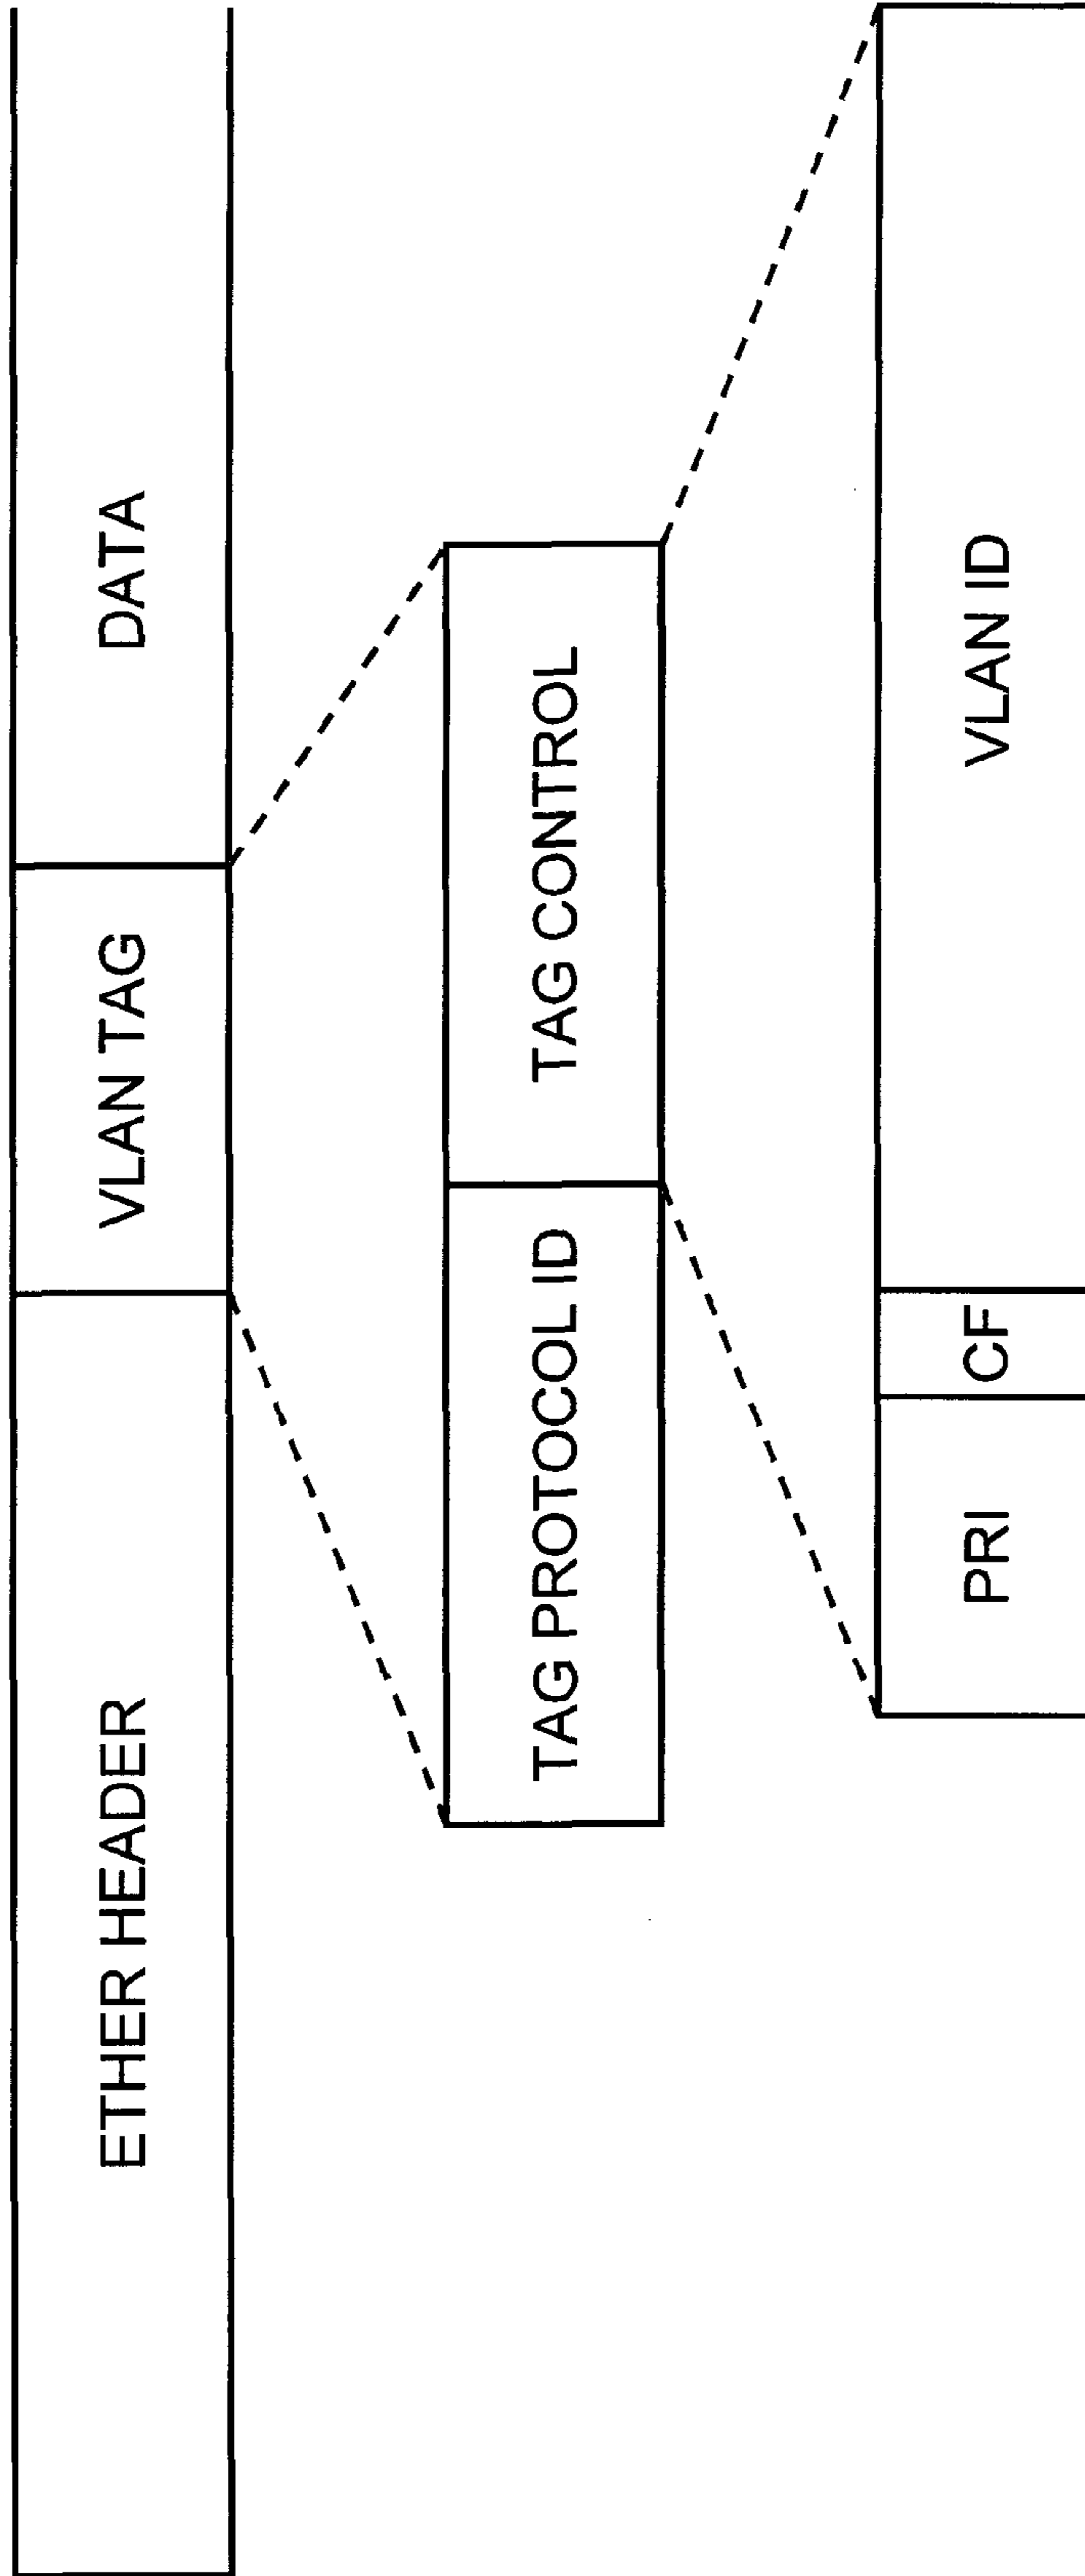 ETHER HEADER
VLAN TAG
DATA
TAG PROTOCOL ID
TAG CONTROL
PRI
CF
VLAN ID